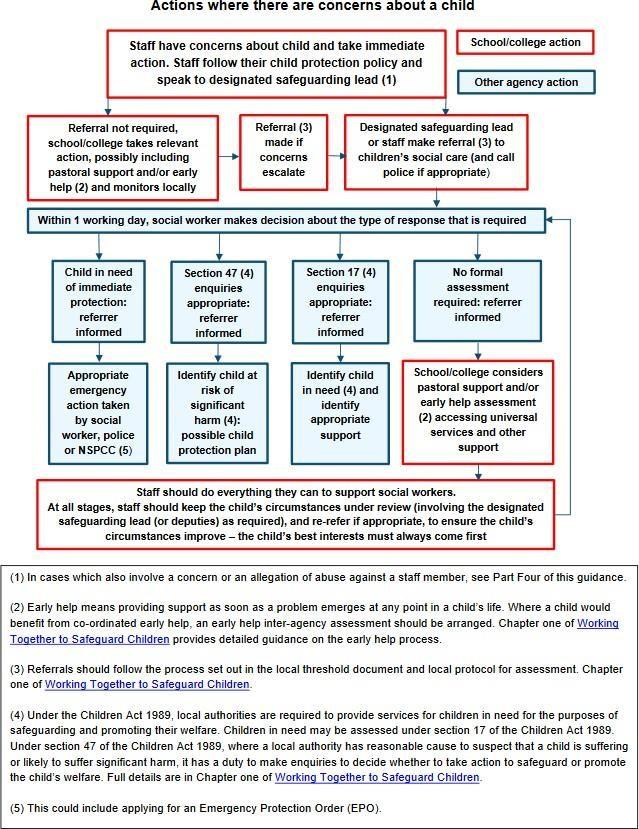 Actions where there are concerns about a child
Staff have concerns about child and take immediate
action. Staff follow their child protection policy and
speak to designated safeguarding lead (1)
School/college action
Other agency action
Referral not required,
school/college takes relevant
action, possibly including
pastoral support and/or early
help (2) and monitors locally
Referral (3)
made if
concerns
escalate
Designated safeguarding lead
or staff make referral (3) to
children's social care (and call
police if appropriate)
Within 1 working day, social worker makes decision about the type of response that is required
Child in need
of immediate
protection:
referrer
informed
Section 47 (4)
enquiries
appropriate:
referrer
informed
Section 17 (4)
enquiries
appropriate:
referrer
informed
No formal
assessment
required: referrer
informed
Appropriate
emergency
action taken
by social
worker, police
or NSPCC (5)
Identify child at
risk of
significant
harm (4):
possible child
protection plan
Identify child
in need (4) and
identify
appropriate
support
School/college considers
pastoral support and/or
early help assessment
(2) accessing universal
services and other
support
Staff should do everything they can to support social workers.
At all stages, staff should keep the child's circumstances under review (involving the designated
safeguarding lead (or deputies) as required), and re-refer if appropriate, to ensure the child's
circumstances improve – the child's best interests must always come first
(1) In cases which also involve a concern or an allegation of abuse against a staff member, see Part Four of this guidance.
(2) Early help means providing support as soon as a problem emerges at any point in a child's life. Where a child would
benefit from co-ordinated early help, an early help inter-agency assessment should be arranged. Chapter one of Working
Together to Safeguard Children provides detailed guidance on the early help process.
(3) Referrals should follow the process set out in the local threshold document and local protocol for assessment. Chapter
one of Working Together to Safeguard Children.
(4) Under the Children Act 1989, local authorities are required to provide services for children in need for the purposes of
safeguarding and promoting their welfare. Children in need may be assessed under section 17 of the Children Act 1989.
Under section 47 of the Children Act 1989, where a local authority has reasonable cause to suspect that a child is suffering
or likely to suffer significant harm, it has a duty to make enquiries to decide whether to take action to safeguard or promote
the child's welfare. Full details are in Chapter one of Working Together to Safeguard Children.
(5) This could include applying for an Emergency Protection Order (EPO).